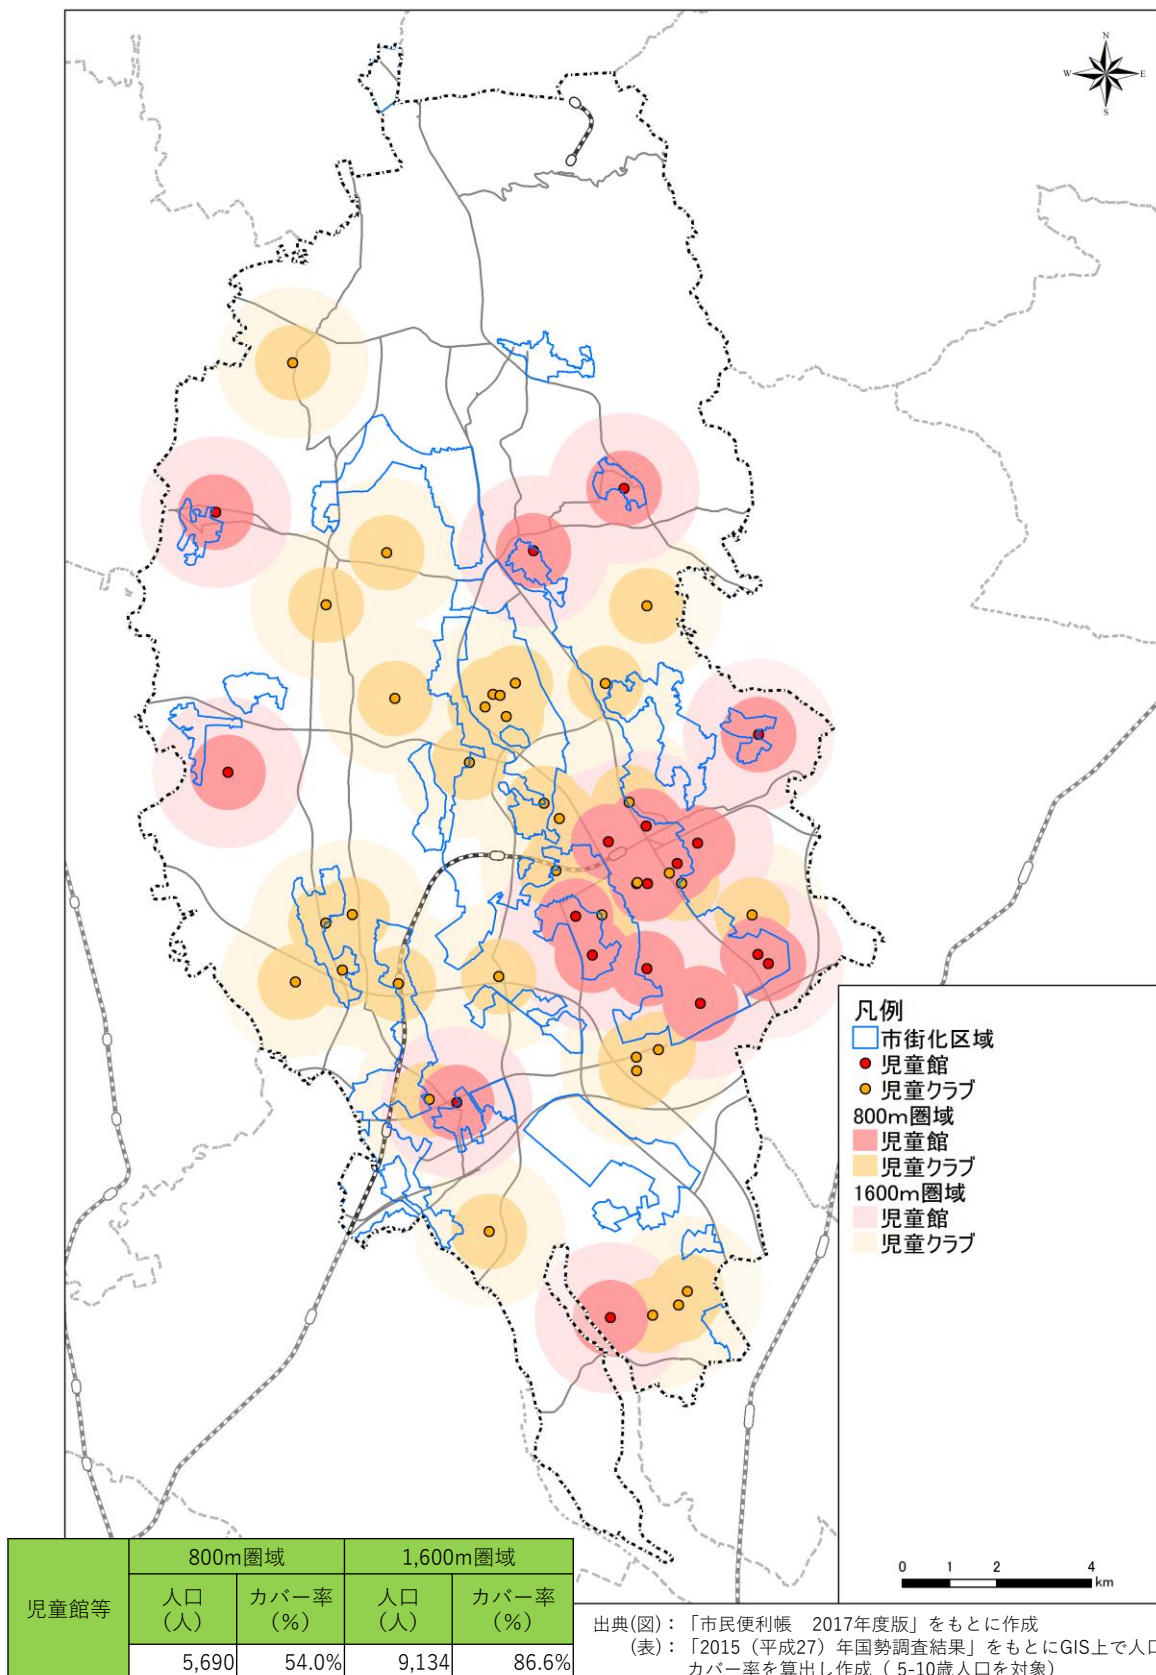 N
W
E
S
凡例
市街化区域
児童館
児童クラブ
800m圏域
児童館
児童クラブ
1600m圏域
児童館
児童クラブ
0 1 2 4
km
児童館等
800m圏域 1,600m圏域
人口 カバー率 人口 カバー率
(人) (%) (人) (%)
5,690 54.0% 9,134 86.6%
出典(図)：「市民便利帳　2017年度版」をもとに作成
(表)：「2015（平成27）年国勢調査結果」をもとにGIS上で人口
カバー率を算出し作成（ 5-10歳人口を対象）